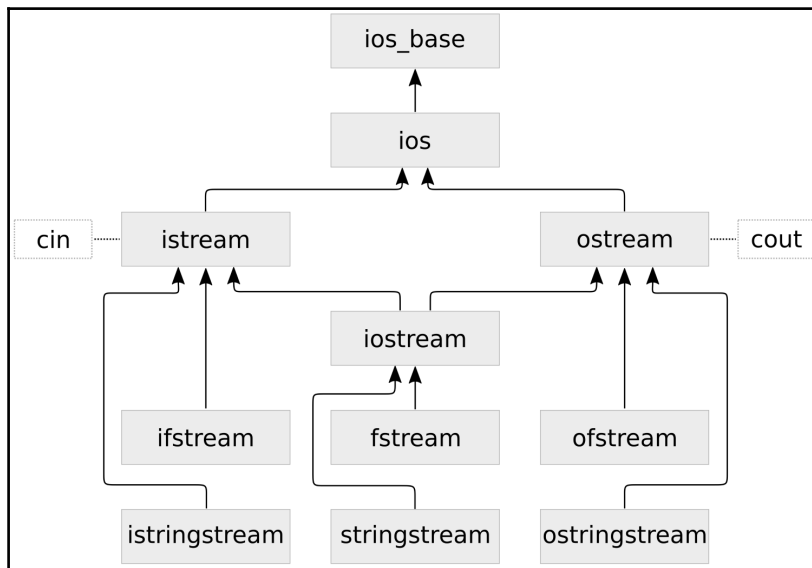 ios_base
ios
cin
istream
ostream
cout
iostream
ifstream
fstream
ofstream
istringstream
stringstream
ostringstream